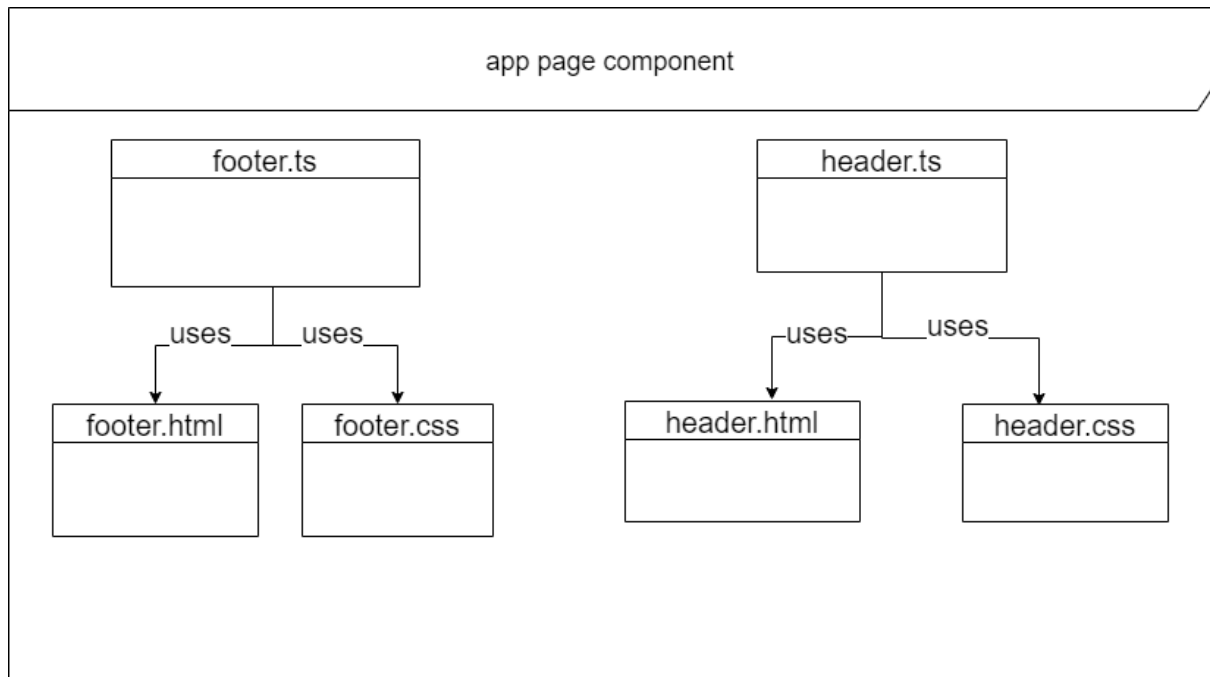 app page component
footer.ts
header.ts
uses
uses
uses
uses
footer.html
footer.css
header.html
header.css